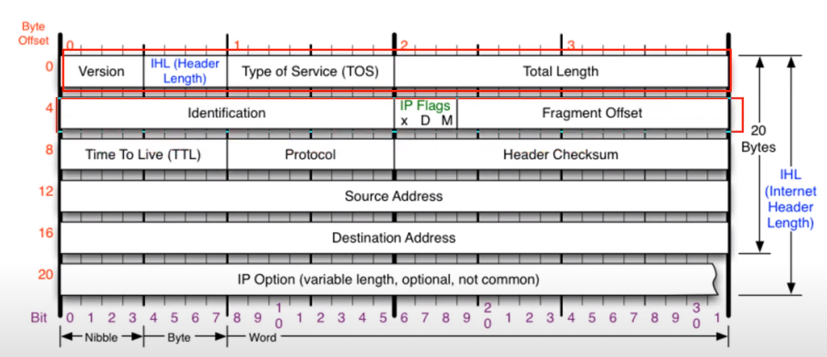 Byte
Offset
0 1 2 3
0 Version IHL (Header Length) Type of Service (TOS) Total Length
4 Identification IP Flags x D M Fragment Offset
8 Time To Live (TTL) Protocol Header Checksum
12 Source Address
16 Destination Address
20 IP Option (variable length, optional, not common)
20
Bytes
IHL
(Internet
Header
Length)
Bit 0 1 2 3 4 5 6 7 8 9 1 0 1 2 3 4 5 6 7 8 9 2 0 1 2 3 4 5 6 7 8 9 3 0 1
Nibble Byte Word